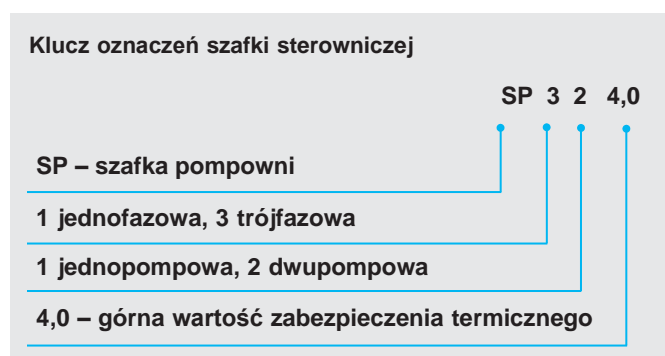 Klucz oznaczeń szafki sterowniczej
SP 3 2 4,0
SP – szafka pompowni
1 jednofazowa, 3 trójfazowa
1 jednopompowa, 2 dwupompowa
4,0 – górna wartość zabezpieczenia termicznego